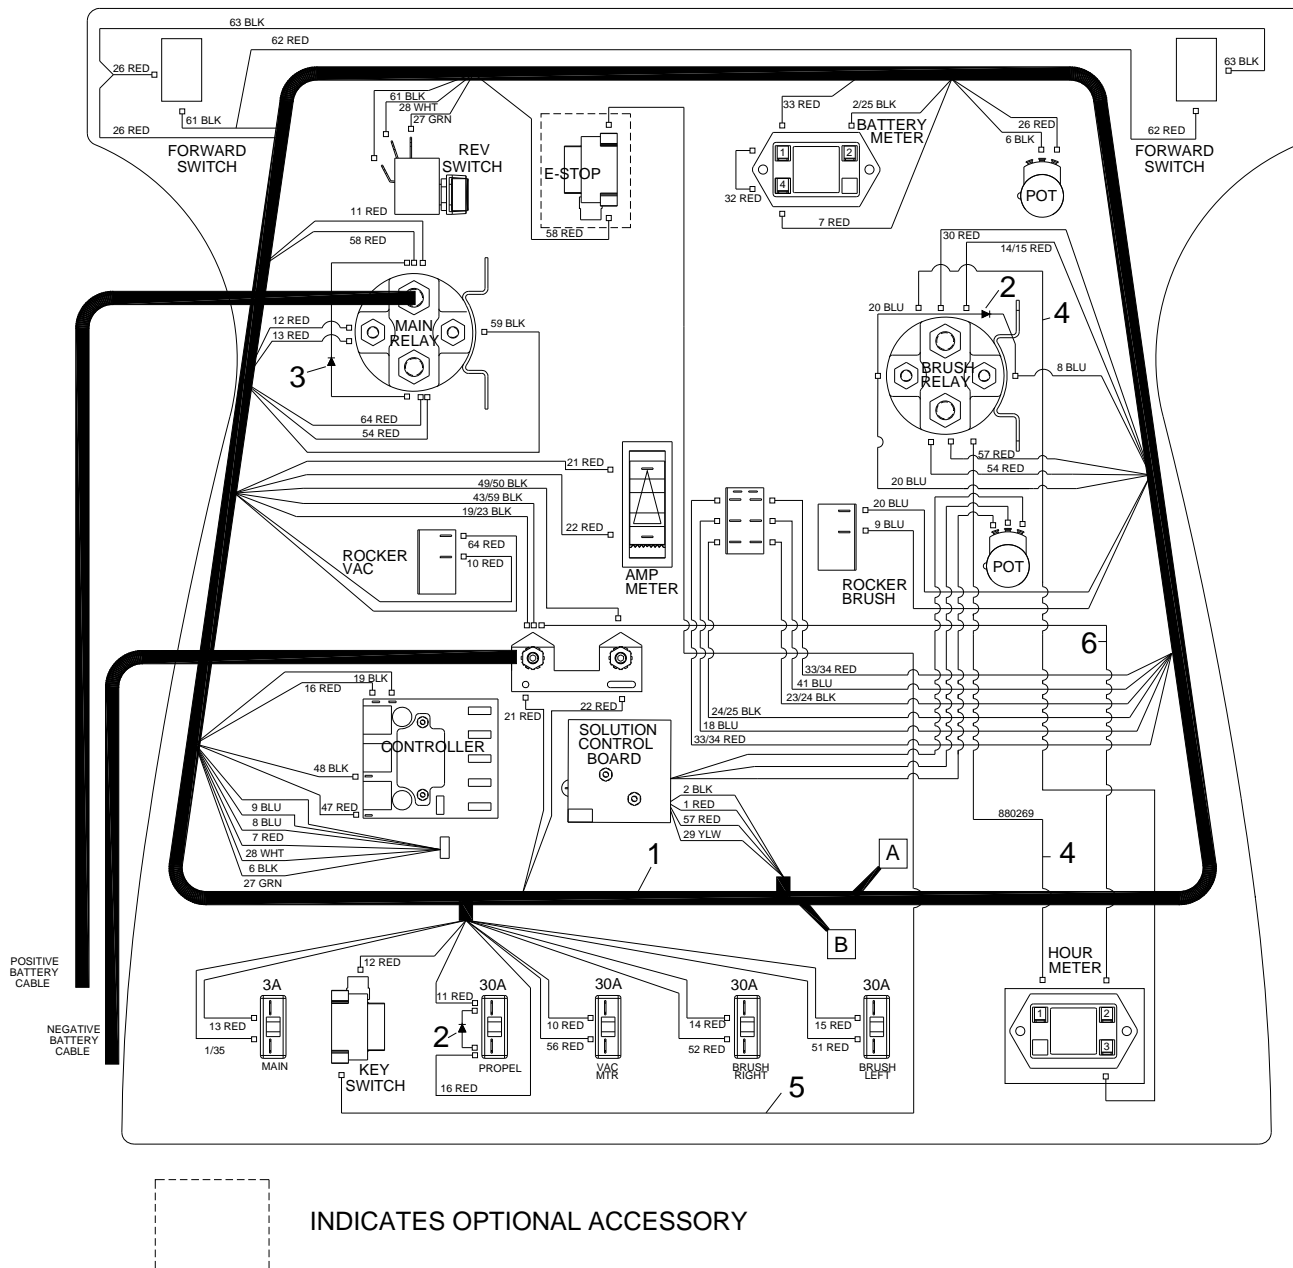 63 BLK
62 RED
26 RED
63 BLK
61 BLK
28 WHT
27 GRN
33 RED
2/25 BLK
26 RED
6 BLK
61 BLK
26 RED
62 RED
FORWARD
SWITCH
REV
SWITCH
E-STOP
BATTERY
METER
1
2
4
FORWARD
SWITCH
32 RED
POT
7 RED
11 RED
58 RED
58 RED
30 RED
14/15 RED
12 RED
13 RED
MAIN
RELAY
59 BLK
20 BLU
2
4
3
BRUSH
RELAY
8 BLU
64 RED
54 RED
57 RED
54 RED
20 BLU
21 RED
49/50 BLK
43/59 BLK
19/23 BLK
22 RED
20 BLU
9 BLU
ROCKER
VAC
64 RED
10 RED
AMP
METER
ROCKER
BRUSH
POT
6
33/34 RED
41 BLU
23/24 BLK
24/25 BLK
18 BLU
33/34 RED
19 BLK
16 RED
21 RED
22 RED
CONTROLLER
SOLUTION
CONTROL
BOARD
48 BLK
47 RED
9 BLU
8 BLU
7 RED
28 WHT
6 BLK
27 GRN
2 BLK
1 RED
57 RED
29 YLW
880269
4
1
A
B
POSITIVE
BATTERY
CABLE
NEGATIVE
BATTERY
CABLE
12 RED
3A
13 RED
1/35
MAIN
KEY
SWITCH
11 RED
30A
2
PROPEL
16 RED
30A
10 RED
56 RED
VAC
MTR
30A
14 RED
52 RED
BRUSH
RIGHT
30A
15 RED
51 RED
BRUSH
LEFT
5
HOUR
METER
1
2
3
INDICATES OPTIONAL ACCESSORY